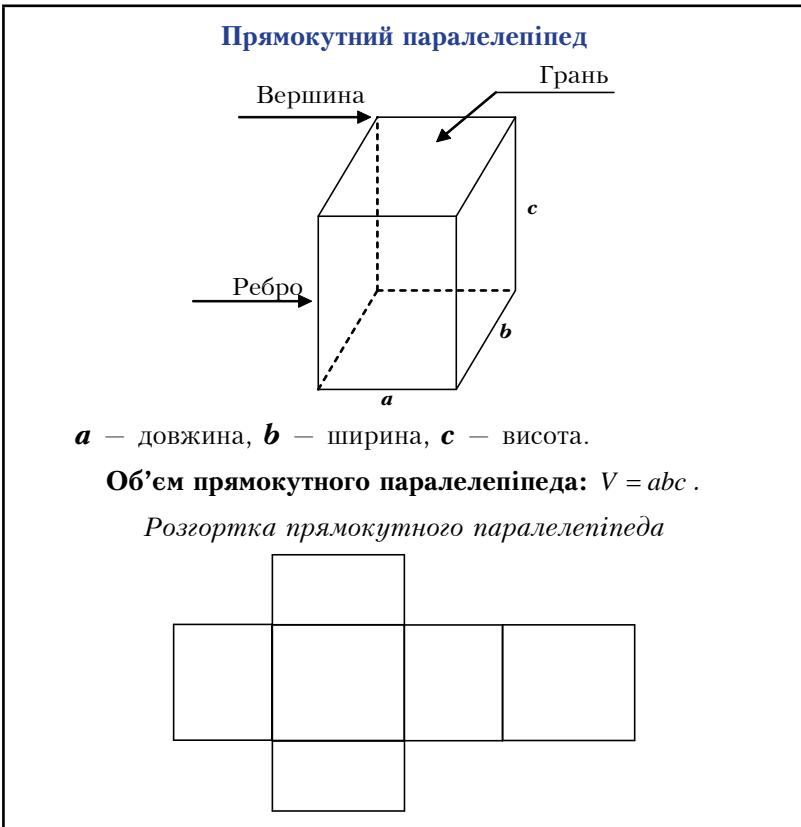 Прямокутний паралелепіпед
Грань
Вершина
c
Ребро
b
a
a — довжина, b — ширина, c — висота.
Об’єм прямокутного паралелепіпеда: V = abc .
Розгортка прямокутного паралелепіпеда